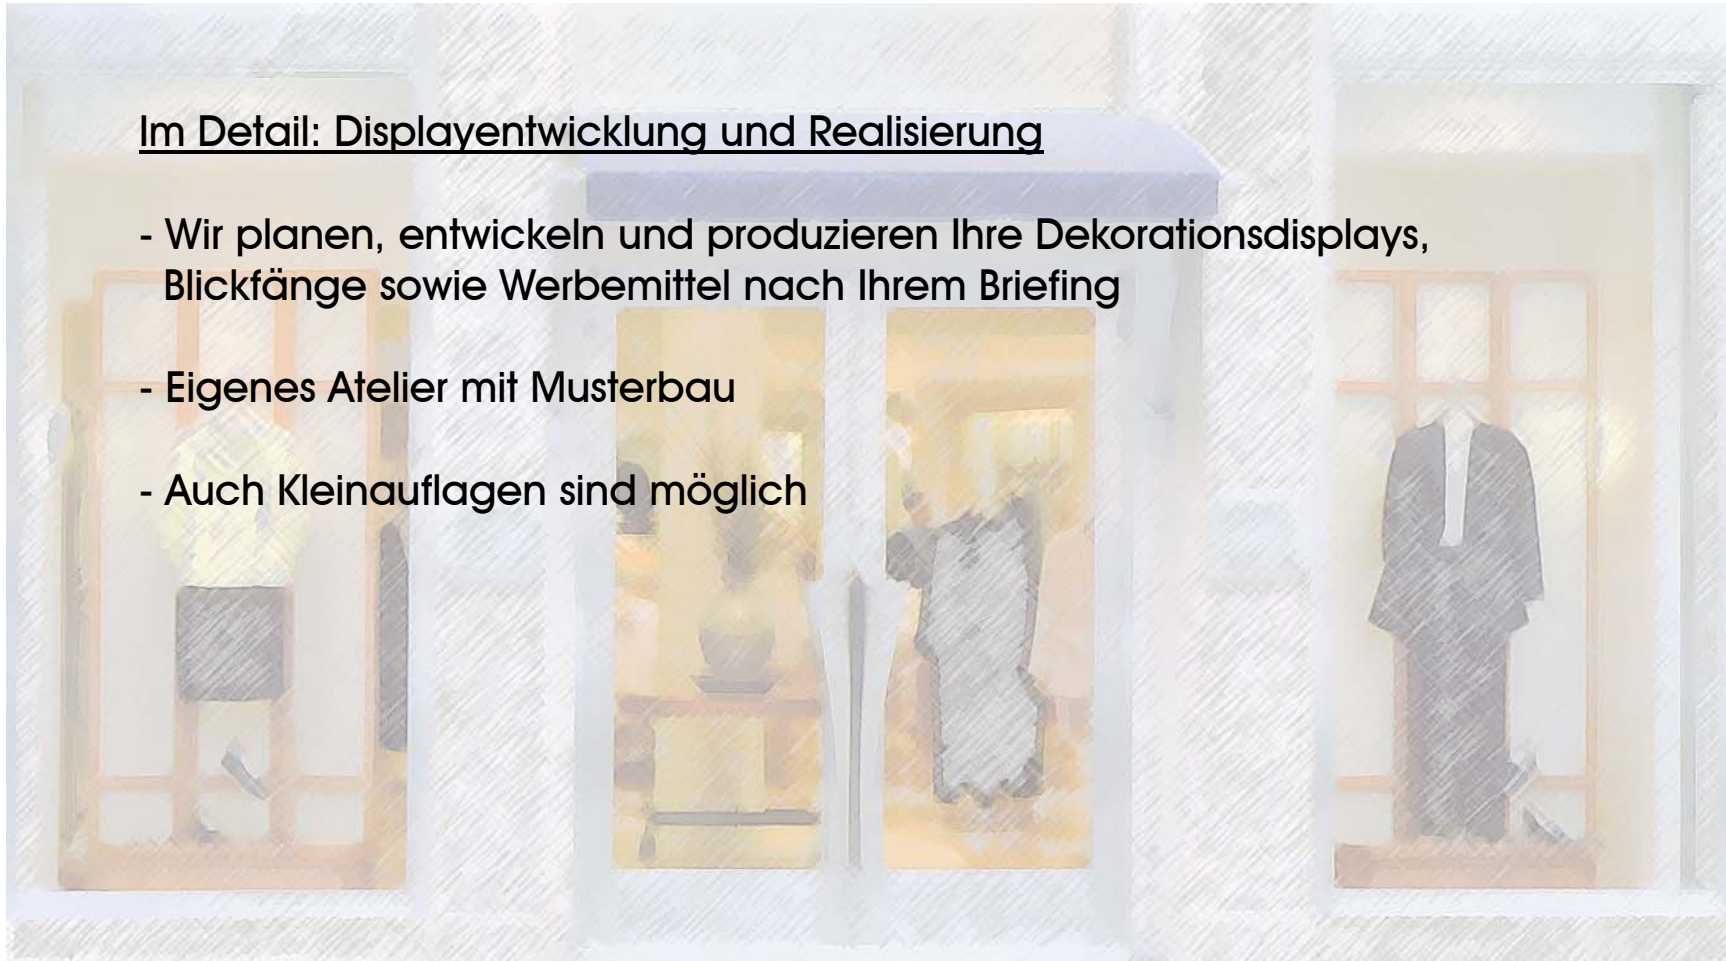 Im Detail: Displayentwicklung und Realisierung
- Wir planen, entwickeln und produzieren Ihre Dekorationsdisplays,
Blickfänge sowie Werbemittel nach Ihrem Briefing
- Eigenes Atelier mit Musterbau
- Auch Kleinauflagen sind möglich